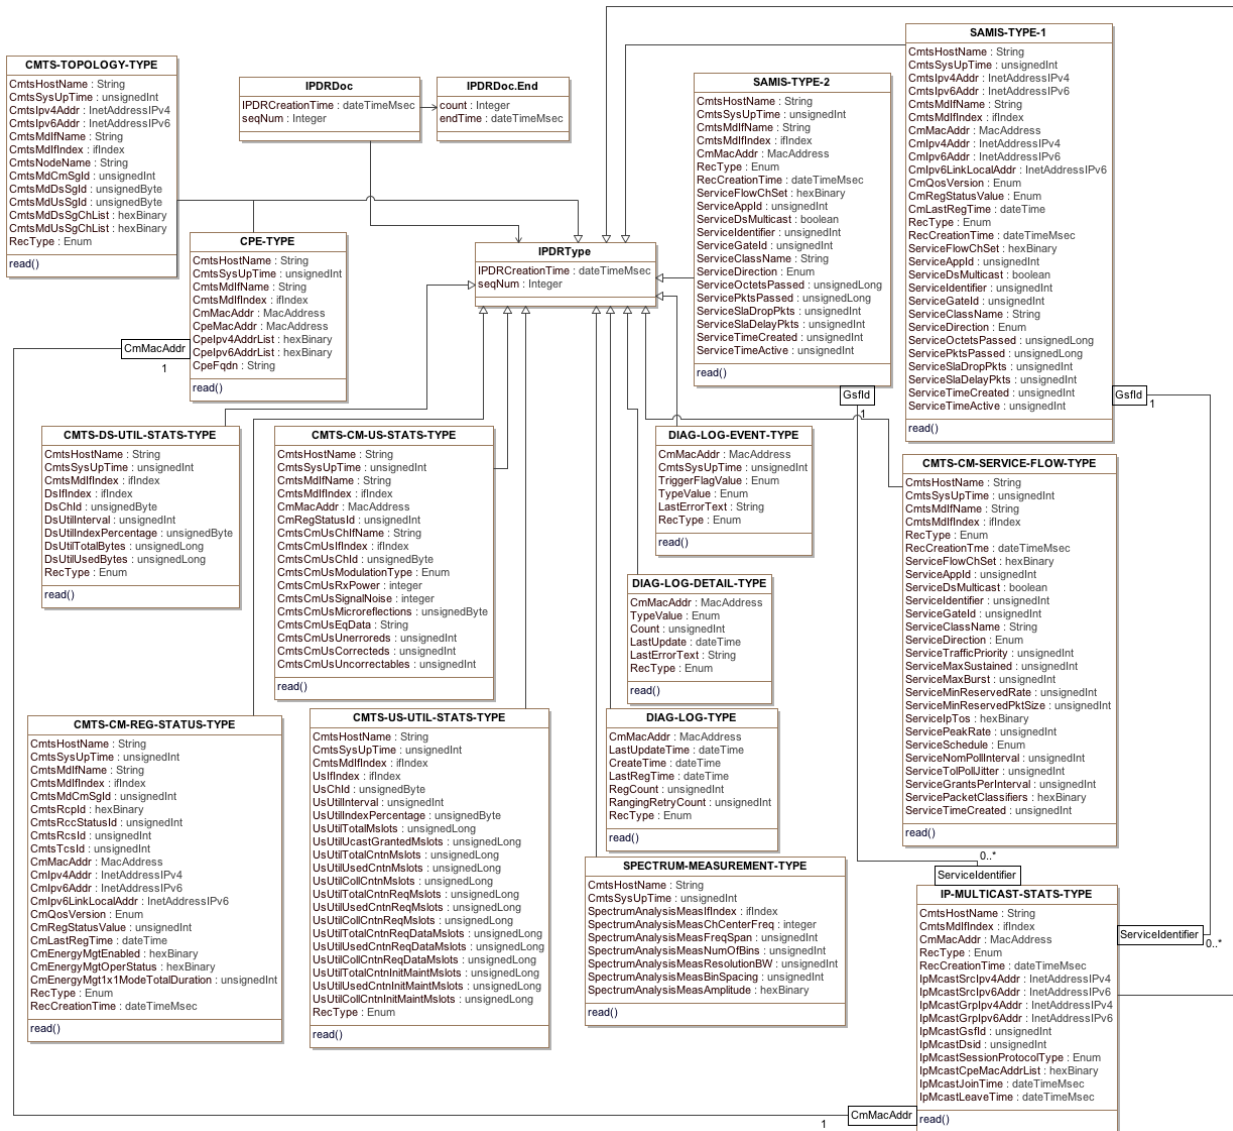 CMTS-TOPOLOGY-TYPE
CmtsHostName : String
CmtsSysUpTime : unsignedInt
CmtsIpv4Addr : InetAddressIPv4
CmtsIpv6Addr : InetAddressIPv6
CmtsMdIfName : String
CmtsMdIfIndex : ifIndex
CmtsNodeName : String
CmtsMdCmSgId : unsignedInt
CmtsMdDsSgId : unsignedByte
CmtsMdUsSgId : unsignedByte
CmtsMdDsSgChList : hexBinary
CmtsMdUsSgChList : hexBinary
RecType : Enum
read()
IPDRDoc
IPDRCreationTime : dateTimeMsec
seqNum : Integer
IPDRDoc.End
count : Integer
endTime : dateTimeMsec
SAMIS-TYPE-2
CmtsHostName : String
CmtsSysUpTime : unsignedInt
CmtsMdIfName : String
CmtsMdIfIndex : ifIndex
CmMacAddr : MacAddress
RecType : Enum
RecCreationTime : dateTimeMsec
ServiceFlowChSet : hexBinary
ServiceAppId : unsignedInt
ServiceDsMulticast : boolean
ServiceIdentifier : unsignedInt
ServiceGateId : unsignedInt
ServiceClassName : String
ServiceDirection : Enum
ServiceOctetsPassed : unsignedLong
ServicePktsPassed : unsignedLong
ServiceSlaDropPkts : unsignedInt
ServiceSlaDelayPkts : unsignedInt
ServiceTimeCreated : unsignedInt
ServiceTimeActive : unsignedInt
read()
GsfId
1
SAMIS-TYPE-1
CmtsHostName : String
CmtsSysUpTime : unsignedInt
CmtsIpv4Addr : InetAddressIPv4
CmtsIpv6Addr : InetAddressIPv6
CmtsMdIfName : String
CmtsMdIfIndex : ifIndex
CmMacAddr : MacAddress
CmIpv4Addr : InetAddressIPv4
CmIpv6Addr : InetAddressIPv6
CmIpv6LinkLocalAddr : InetAddressIPv6
CmQosVersion : Enum
CmRegStatusValue : Enum
CmLastRegTime : dateTime
RecType : Enum
RecCreationTime : dateTimeMsec
ServiceFlowChSet : hexBinary
ServiceAppId : unsignedInt
ServiceDsMulticast : boolean
ServiceIdentifier : unsignedInt
ServiceGateId : unsignedInt
ServiceClassName : String
ServiceDirection : Enum
ServiceOctetsPassed : unsignedLong
ServicePktsPassed : unsignedLong
ServiceSlaDropPkts : unsignedInt
ServiceSlaDelayPkts : unsignedInt
ServiceTimeCreated : unsignedInt
ServiceTimeActive : unsignedInt
read()
GsfId
1
CPE-TYPE
CmtsHostName : String
CmtsSysUpTime : unsignedInt
CmtsMdIfName : String
CmtsMdIfIndex : ifIndex
CmMacAddr : MacAddress
CpeMacAddr : MacAddress
CpeIpv4AddrList : hexBinary
CpeIpv6AddrList : hexBinary
CpeFqdn : String
read()
CmMacAddr
1
IPDRType
IPDRCreationTime : dateTimeMsec
seqNum : Integer
CMTS-DS-UTIL-STATS-TYPE
CmtsHostName : String
CmtsSysUpTime : unsignedInt
CmtsMdIfIndex : ifIndex
DsIfIndex : ifIndex
DsChId : unsignedByte
DsUtilInterval : unsignedInt
DsUtilIndexPercentage : unsignedByte
DsUtilTotalBytes : unsignedLong
DsUtilUsedBytes : unsignedLong
RecType : Enum
read()
CMTS-CM-US-STATS-TYPE
CmtsHostName : String
CmtsSysUpTime : unsignedInt
CmtsMdIfName : String
CmtsMdIfIndex : ifIndex
CmMacAddr : MacAddress
CmRegStatusId : unsignedInt
CmtsCmUsChIfName : String
CmtsCmUsIfIndex : ifIndex
CmtsCmUsChId : unsignedByte
CmtsCmUsModulationType : Enum
CmtsCmUsRxPower : integer
CmtsCmUsSignalNoise : integer
CmtsCmUsMicroreflections : unsignedByte
CmtsCmUsEqData : String
CmtsCmUsUnerroreds : unsignedInt
CmtsCmUsCorrecteds : unsignedInt
CmtsCmUsUncorrectables : unsignedInt
read()
DIAG-LOG-EVENT-TYPE
CmMacAddr : MacAddress
CmtsSysUpTime : unsignedInt
TriggerFlagValue : Enum
TypeValue : Enum
LastErrorText : String
RecType : Enum
read()
CMTS-CM-SERVICE-FLOW-TYPE
CmtsHostName : String
CmtsSysUpTime : unsignedInt
CmtsMdIfName : String
CmtsMdIfIndex : ifIndex
RecType : Enum
RecCreationTme : dateTimeMsec
ServiceFlowChSet : hexBinary
ServiceAppId : unsignedInt
ServiceDsMulticast : boolean
ServiceIdentifier : unsignedInt
ServiceGateId : unsignedInt
ServiceClassName : String
ServiceDirection : Enum
ServiceTrafficPriority : unsignedInt
ServiceMaxSustained : unsignedInt
ServiceMaxBurst : unsignedInt
ServiceMinReservedRate : unsignedInt
ServiceMinReservedPktSize : unsignedInt
ServiceIpTos : hexBinary
ServicePeakRate : unsignedInt
ServiceSchedule : Enum
ServiceNomPollInterval : unsignedInt
ServiceTolPollJitter : unsignedInt
ServiceGrantsPerInterval : unsignedInt
ServicePacketClassifiers : hexBinary
ServiceTimeCreated : unsignedInt
read()
DIAG-LOG-DETAIL-TYPE
CmMacAddr : MacAddress
TypeValue : Enum
Count : unsignedInt
LastUpdate : dateTime
LastErrorText : String
RecType : Enum
read()
CMTS-CM-REG-STATUS-TYPE
CmtsHostName : String
CmtsSysUpTime : unsignedInt
CmtsMdIfName : String
CmtsMdIfIndex : ifIndex
CmtsMdCmSgId : unsignedInt
CmtsRcpId : hexBinary
CmtsRccStatusId : unsignedInt
CmtsRcsId : unsignedInt
CmtsTcsId : unsignedInt
CmMacAddr : MacAddress
CmIpv4Addr : InetAddressIPv4
CmIpv6Addr : InetAddressIPv6
CmIpv6LinkLocalAddr : InetAddressIPv6
CmQosVersion : Enum
CmRegStatusValue : unsignedInt
CmLastRegTime : dateTime
CmEnergyMgtEnabled : hexBinary
CmEnergyMgtOperStatus : hexBinary
CmEnergyMgt1x1ModeTotalDuration : unsignedInt
RecType : Enum
RecCreationTime : dateTimeMsec
read()
CMTS-US-UTIL-STATS-TYPE
CmtsHostName : String
CmtsSysUpTime : unsignedInt
CmtsMdIfIndex : ifIndex
UsIfIndex : ifIndex
UsChId : unsignedByte
UsUtilInterval : unsignedInt
UsUtilIndexPercentage : unsignedByte
UsUtilTotalMslots : unsignedLong
UsUtilUcastGrantedMslots : unsignedLong
UsUtilTotalCntnMslots : unsignedLong
UsUtilUsedCntnMslots : unsignedLong
UsUtilCollCntnMslots : unsignedLong
UsUtilTotalCntnReqMslots : unsignedLong
UsUtilUsedCntnReqMslots : unsignedLong
UsUtilCollCntnReqMslots : unsignedLong
UsUtilTotalCntnReqDataMslots : unsignedLong
UsUtilUsedCntnReqDataMslots : unsignedLong
UsUtilCollCntnReqDataMslots : unsignedLong
UsUtilTotalCntnInitMaintMslots : unsignedLong
UsUtilUsedCntnInitMaintMslots : unsignedLong
UsUtilCollCntnInitMaintMslots : unsignedLong
RecType : Enum
read()
DIAG-LOG-TYPE
CmMacAddr : MacAddress
LastUpdateTime : dateTime
CreateTime : dateTime
LastRegTime : dateTime
RegCount : unsignedInt
RangingRetryCount : unsignedInt
RecType : Enum
read()
SPECTRUM-MEASUREMENT-TYPE
CmtsHostName : String
CmtsSysUpTime : unsignedInt
SpectrumAnalysisMeasIfIndex : ifIndex
SpectrumAnalysisMeasChCenterFreq : integer
SpectrumAnalysisMeasFreqSpan : unsignedInt
SpectrumAnalysisMeasNumOfBins : unsignedInt
SpectrumAnalysisMeasResolutionBW : unsignedInt
SpectrumAnalysisMeasBinSpacing : unsignedInt
SpectrumAnalysisMeasAmplitude : hexBinary
read()
0..*
ServiceIdentifier
IP-MULTICAST-STATS-TYPE
CmtsHostName : String
CmtsMdIfIndex : ifIndex
CmMacAddr : MacAddress
RecType : Enum
RecCreationTime : dateTimeMsec
IpMcastSrcIpv4Addr : InetAddressIPv4
IpMcastSrcIpv6Addr : InetAddressIPv6
IpMcastGrpIpv4Addr : InetAddressIPv4
IpMcastGrpIpv6Addr : InetAddressIPv6
IpMcastGsfId : unsignedInt
IpMcastDsid : unsignedInt
IpMcastSessionProtocolType : Enum
IpMcastCpeMacAddrList : hexBinary
IpMcastJoinTime : dateTimeMsec
IpMcastLeaveTime : dateTimeMsec
read()
ServiceIdentifier
0..*
CmMacAddr
1